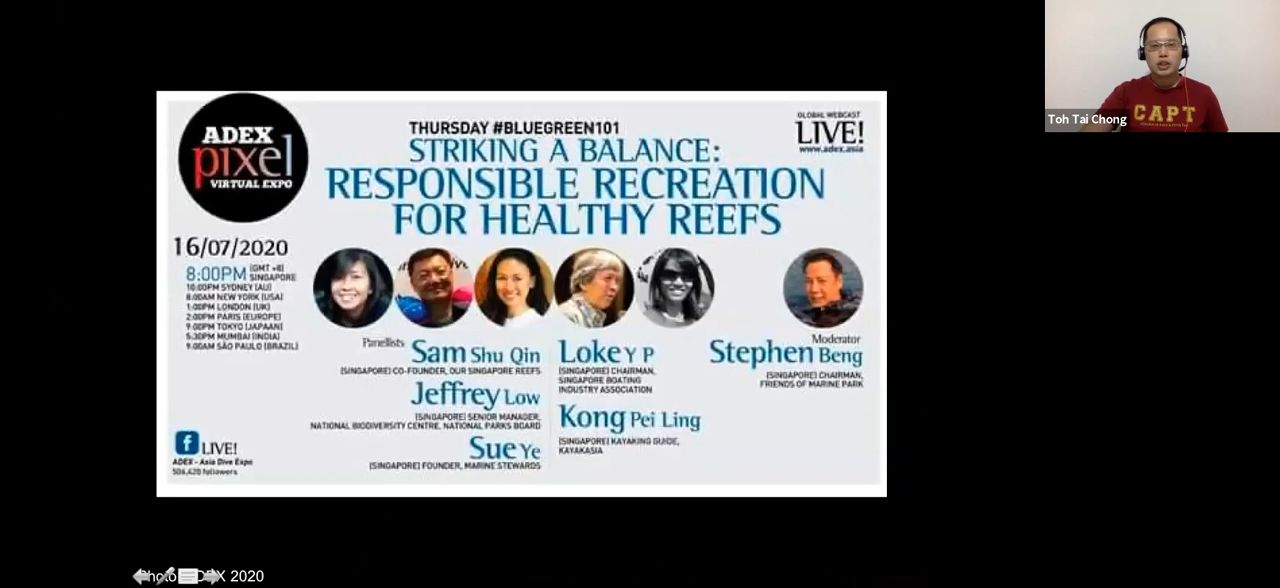 ADEX
pixel
VIRTUAL EXPO
THURSDAY #BLUEGREEN101
STRIKING A BALANCE:
RESPONSIBLE RECREATION
FOR HEALTHY REEFS
GLOBAL WEBCAST
LIVE!
www.adex.asia
16/07/2020
8:00PM (GMT +8) SINGAPORE
10:00PM SYDNEY (AU)
8:00AM NEW YORK (USA)
1:00PM LONDON (UK)
2:00PM PARIS (EUROPE)
9:00PM TOKYO (JAPAAN)
5:30PM MUMBAI (INDIA)
9:00AM SÃO PAULO (BRAZIL)
Panellists
Sam Shu Qin
(SINGAPORE) CO-FOUNDER, OUR SINGAPORE REEFS
Jeffrey Low
(SINGAPORE) SENIOR MANAGER,
NATIONAL BIODIVERSITY CENTRE, NATIONAL PARKS BOARD
Sue Ye
(SINGAPORE) FOUNDER, MARINE STEWARDS
Loke Y P
(SINGAPORE) CHAIRMAN,
SINGAPORE BOATING
INDUSTRY ASSOCIATION
Kong Pei Ling
(SINGAPORE) KAYAKING GUIDE,
KAYAKASIA
Moderator
Stephen Beng
(SINGAPORE) CHAIRMAN,
FRIENDS OF MARINE PARK
f LIVE!
ADEX - Asia Dive Expo
506,420 followers
2020
Toh Tai Chong
CAPT